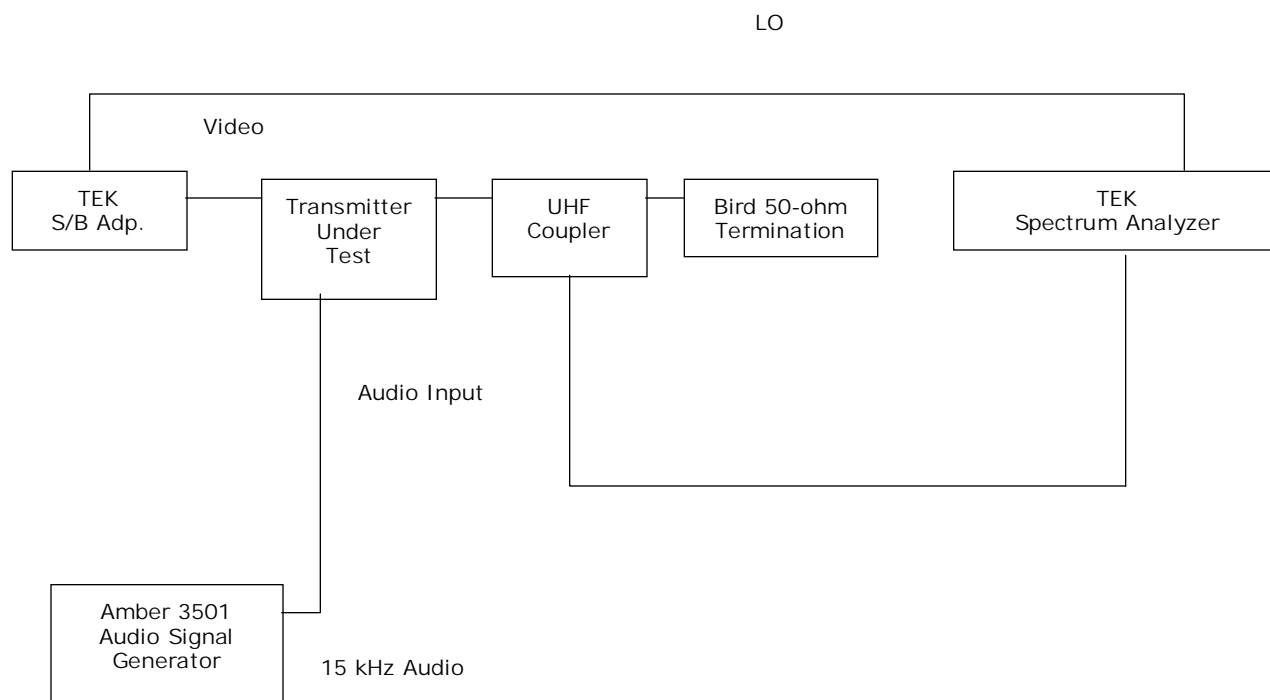 LO
Video
TEK
S/B Adp.
Transmitter
Under
Test
UHF
Coupler
Bird 50-ohm
Termination
TEK
Spectrum Analyzer
Audio Input
Amber 3501
Audio Signal
Generator
15 kHz Audio